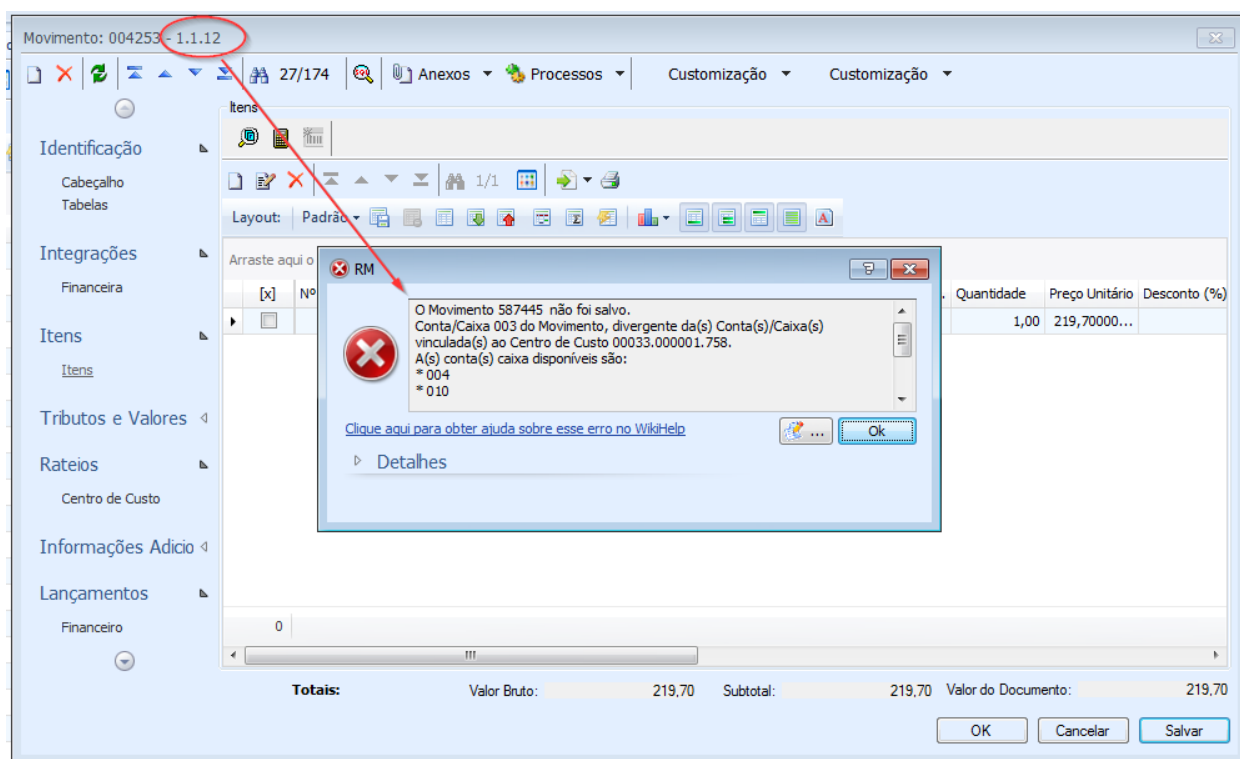 Movimento: 004253 - 1.1.12
27/174 Anexos Processos Customização Customização
Identificação
Cabeçalho
Tabelas
Integrações
Financeira
Itens
Itens
Tributos e Valores
Rateios
Centro de Custo
Informações Adicio
Lançamentos
Financeiro
Itens
1/1
Layout: Padrão
Arraste aqui o
[x] Nº Quantidade Preço Unitário Desconto (%)
1,00 219,70000...
RM
O Movimento 587445 não foi salvo.
Conta/Caixa 003 do Movimento, divergente da(s) Conta(s)/Caixa(s)
vinculada(s) ao Centro de Custo 00033.000001.758.
A(s) conta(s) caixa disponíveis são:
* 004
* 010
Clique aqui para obter ajuda sobre esse erro no WikiHelp
... Ok
Detalhes
0
Totais: Valor Bruto: 219,70 Subtotal: 219,70 Valor do Documento: 219,70
OK Cancelar Salvar